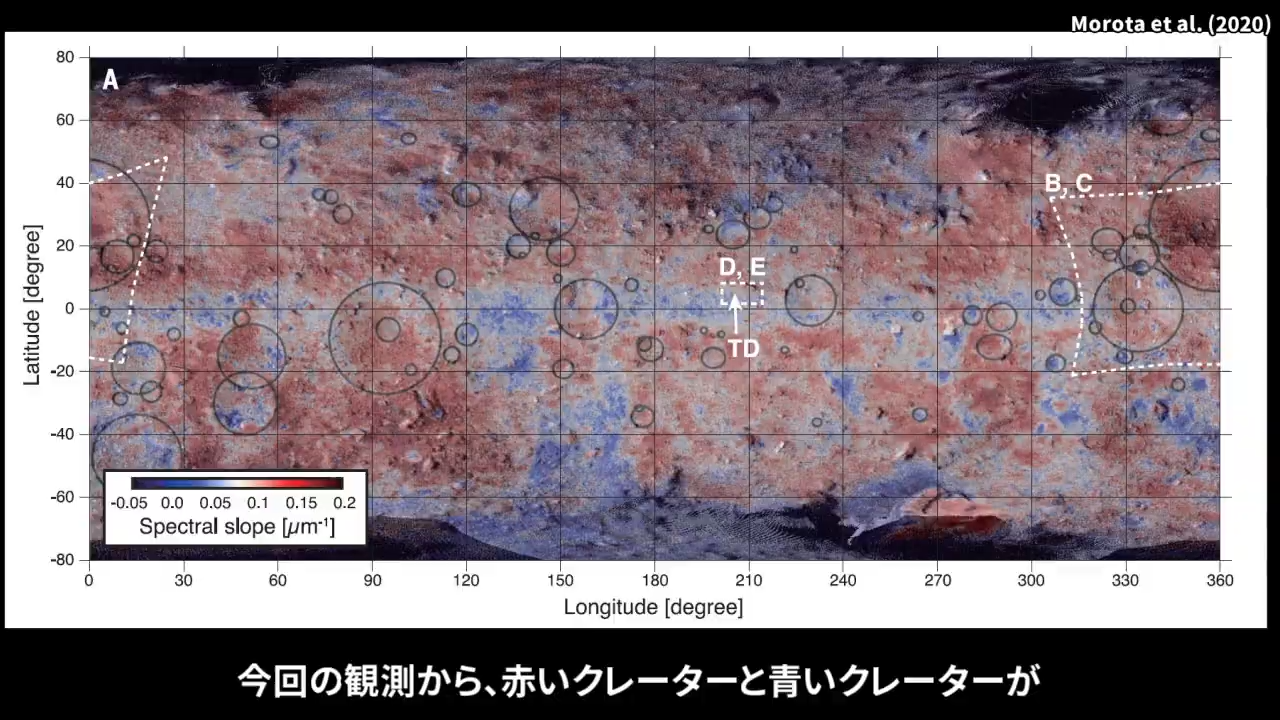 Morota et al. (2020)
A
80
60
40
20
0
-20
-40
-60
-80
Latitude [degree]
B, C
D, E
TD
-0.05 0.0 0.05 0.1 0.15 0.2
Spectral slope [µm-1]
0 30 60 90 120 150 180 210 240 270 300 330 360
Longitude [degree]
今回の観測から、赤いクレーターと青いクレーターが